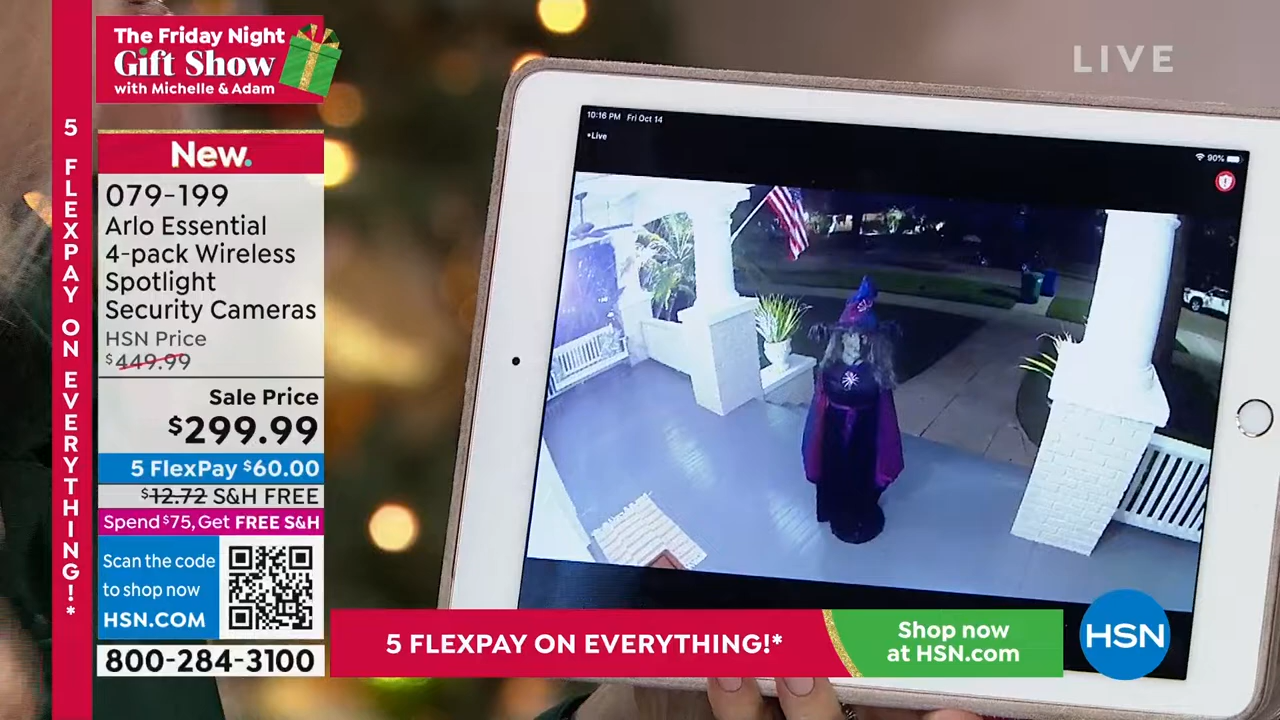 The Friday Night
Gift Show
with Michelle & Adam
LIVE
5 FLEXPAY ON EVERYTHING!*
New.
079-199
Arlo Essential
4-pack Wireless
Spotlight
Security Cameras
HSN Price
$449.99
Sale Price
$299.99
5 FlexPay $60.00
$12.72 S&H FREE
Spend $75, Get FREE S&H
Scan the code
to shop now
HSN.COM
800-284-3100
10:16 PM Fri Oct 14
•Live
90%
5 FLEXPAY ON EVERYTHING!*
Shop now
at HSN.com
HSN